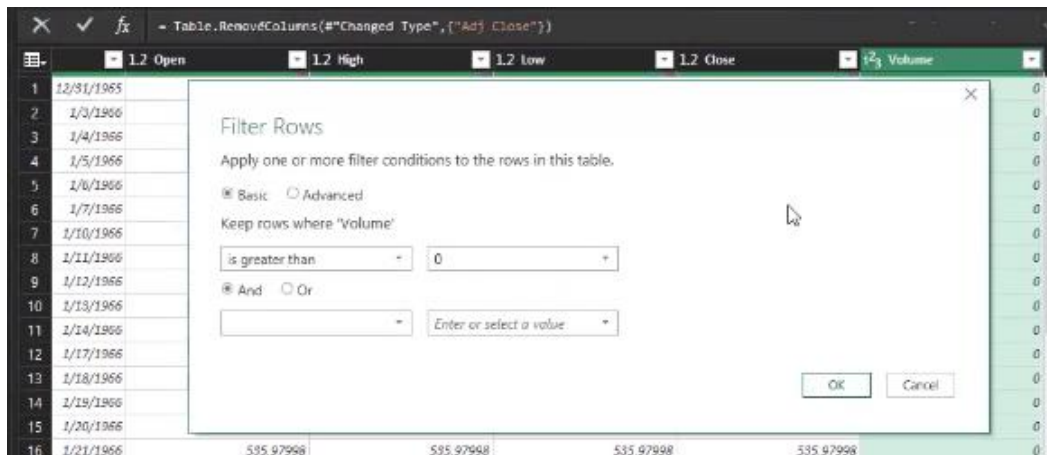 = Table.RemovedColumns(#"Changed Type",{"Adj Close"})
1.2 Open 1.2 High 1.2 Low 1.2 Close 123 Volume
1 12/31/1965 0
2 1/3/1966 0
3 1/4/1966 0
4 1/5/1966 0
5 1/6/1966 0
6 1/7/1966 0
7 1/10/1966 0
8 1/11/1966 0
9 1/12/1966 0
10 1/13/1966 0
11 1/14/1966 0
12 1/17/1966 0
13 1/18/1966 0
14 1/19/1966 0
15 1/20/1966 0
16 1/21/1966 535.97998 535.97998 535.97998 535.97998 0
Filter Rows
Apply one or more filter conditions to the rows in this table.
Basic Advanced
Keep rows where 'Volume'
is greater than 0
And Or
Enter or select a value
OK Cancel